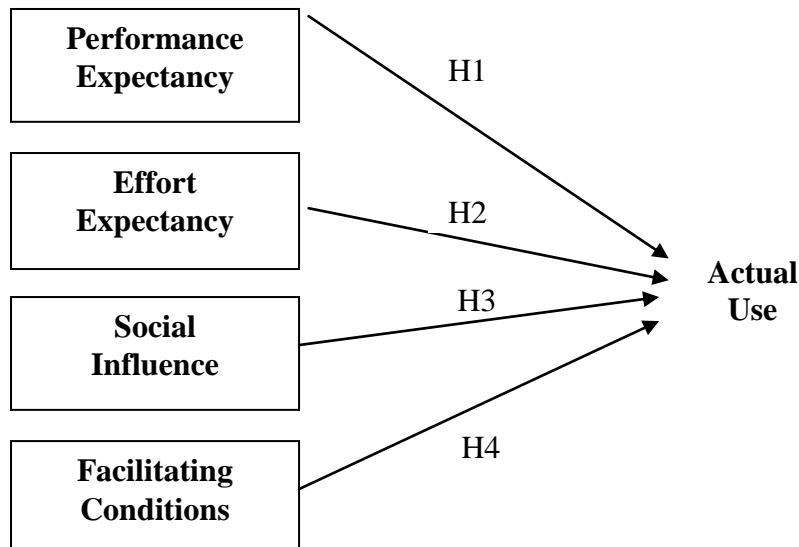 Performance
Expectancy
H1
Effort
Expectancy
H2
Social
Influence
H3
Facilitating
Conditions
H4
Actual
Use